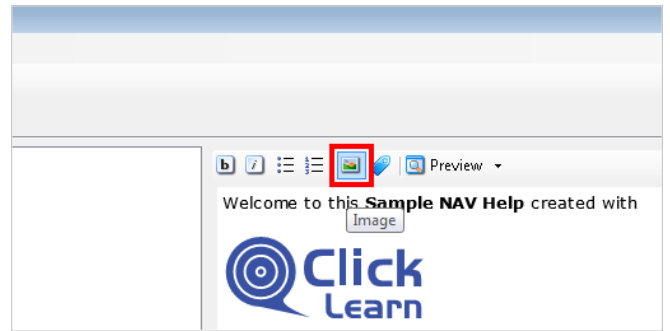 b i Preview
Welcome to this Sample NAV Help created with
Image
Click
Learn